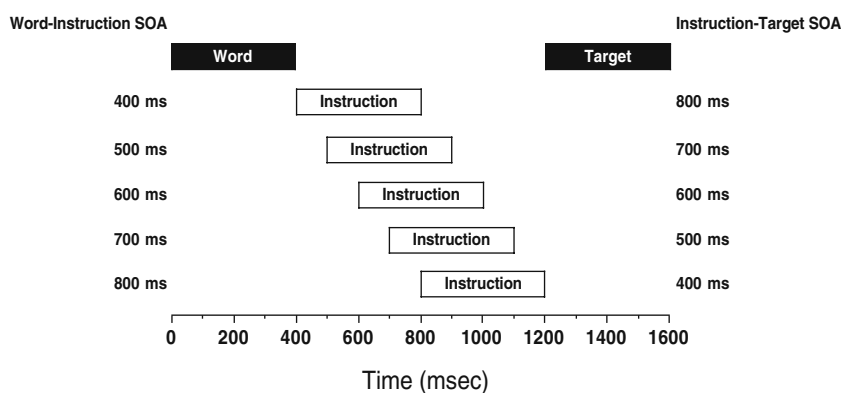 Word-Instruction SOA Instruction-Target SOA
Word Target
400 ms Instruction 800 ms
500 ms Instruction 700 ms
600 ms Instruction 600 ms
700 ms Instruction 500 ms
800 ms Instruction 400 ms
0 200 400 600 800 1000 1200 1400 1600
Time (msec)